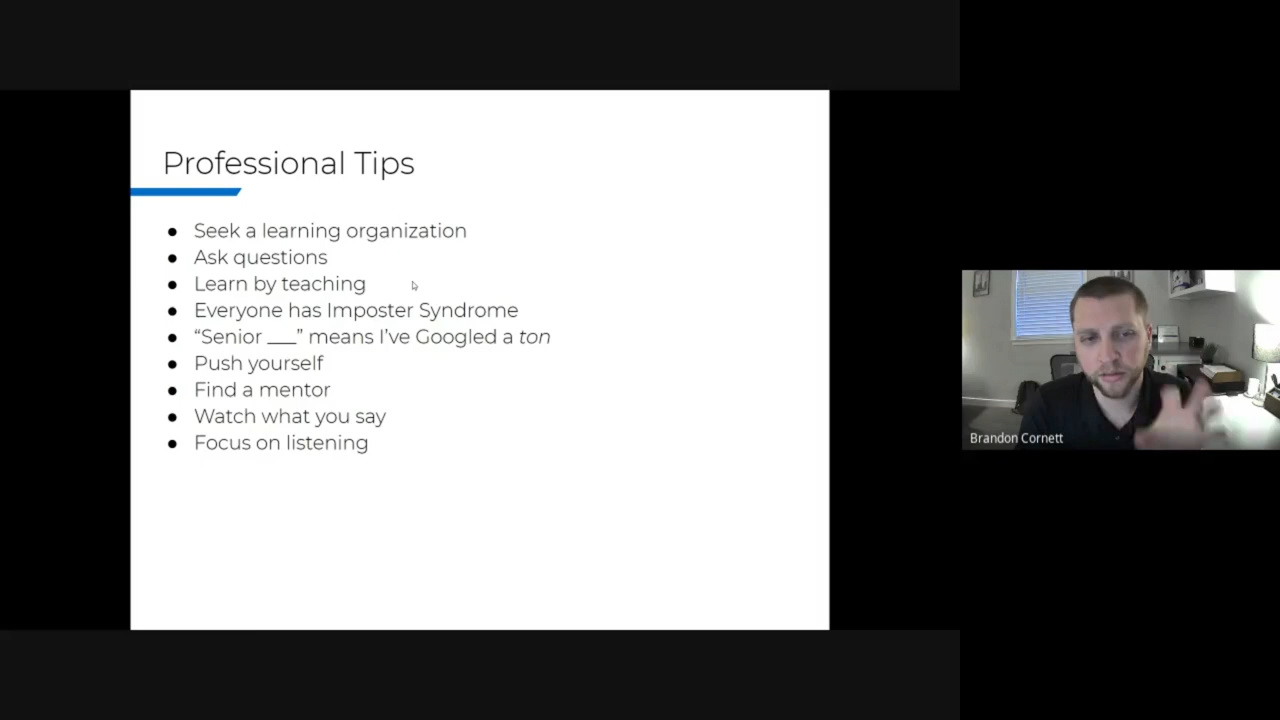 Professional Tips
● Seek a learning organization
● Ask questions
● Learn by teaching
● Everyone has Imposter Syndrome
● “Senior ___” means I’ve Googled a ton
● Push yourself
● Find a mentor
● Watch what you say
● Focus on listening
Brandon Cornett